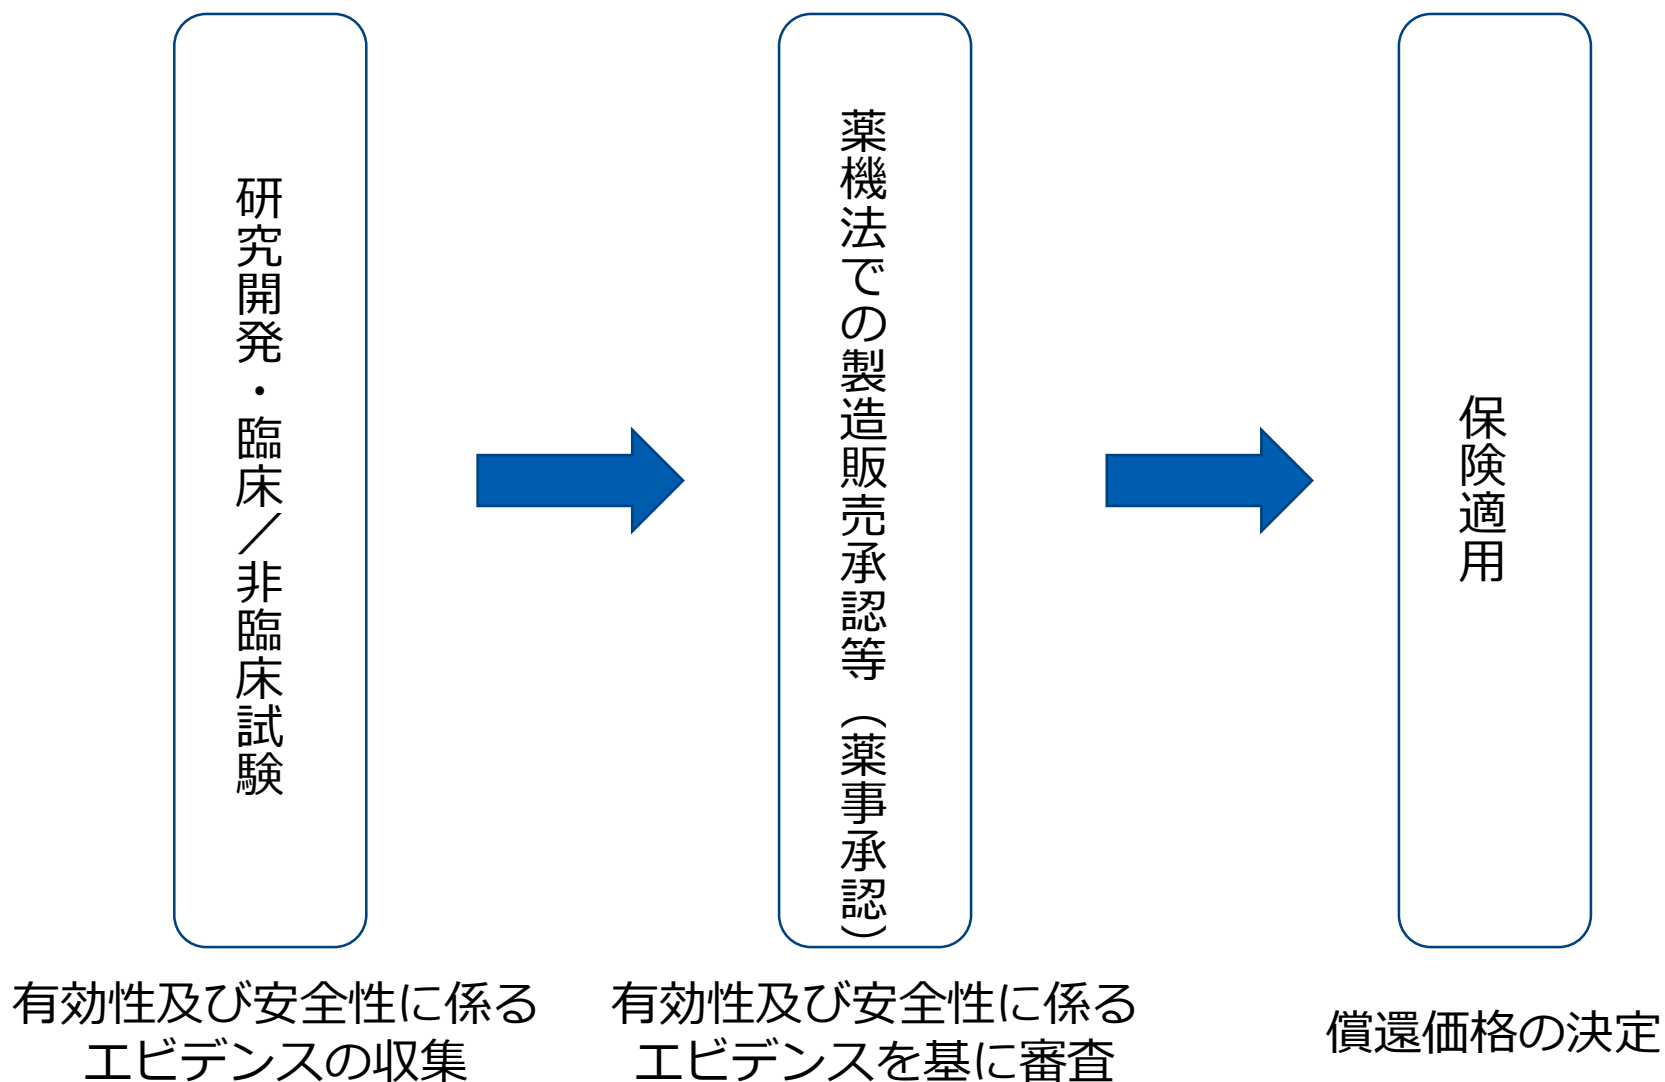 研究開発・臨床／非臨床試験
有効性及び安全性に係る
エビデンスの収集
薬機法での製造販売承認等（薬事承認）
有効性及び安全性に係る
エビデンスを基に審査
保険適用
償還価格の決定